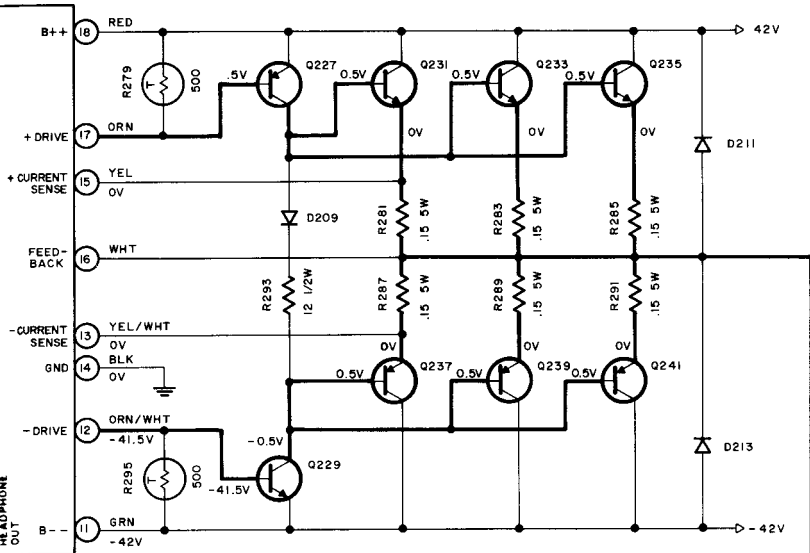 B++ 18 RED 42V
R279 T 500 .5V Q227 0.5V Q231 0.5V Q233 0.5V Q235
+ DRIVE 17 ORN 0V 0V 0V D211
+ CURRENT SENSE 15 YEL 0V
D209 R281 .15 5W R283 .15 5W R285 .15 5W
FEED-BACK 16 WHT
R293 12 1/2W R287 .15 5W R289 .15 5W R291 .15 5W
-CURRENT SENSE 13 YEL/WHT 0V
GND 14 BLK 0V
0V 0V 0V
0.5V Q237 0.5V Q239 0.5V Q241
-DRIVE 12 ORN/WHT -41.5V -0.5V D213
R295 T 500 -41.5V Q229
HEADPHONE OUT
B-- 11 GRN -42V -42V